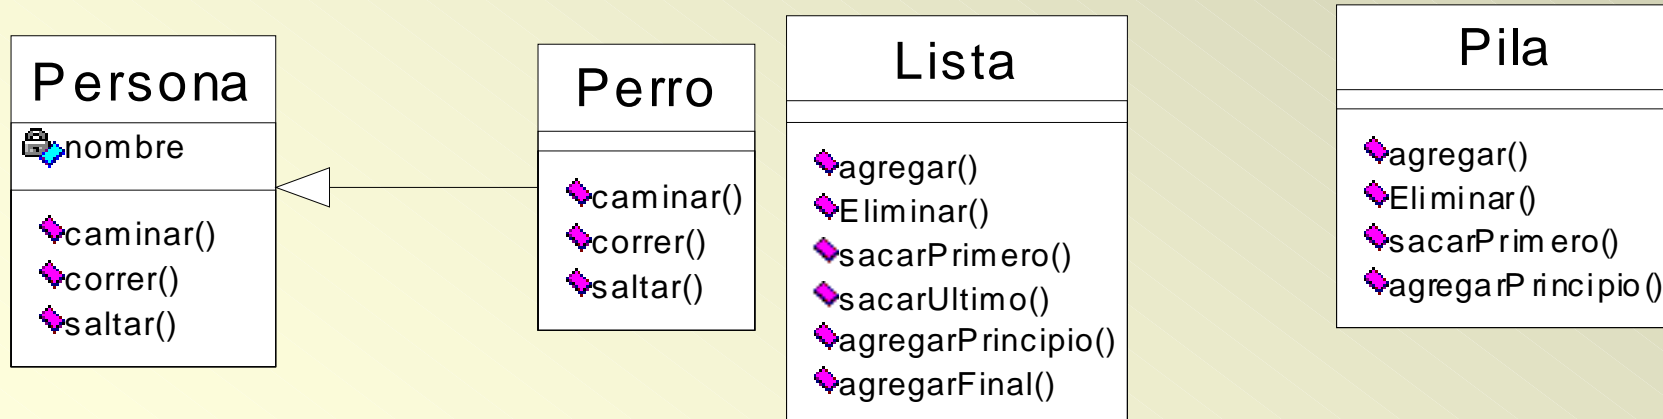 Persona
nombre
caminar()
correr()
saltar()
Perro
caminar()
correr()
saltar()
Lista
agregar()
Eliminar()
sacarPrimero()
sacarUltimo()
agregarPrincipio()
agregarFinal()
Pila
agregar()
Eliminar()
sacarPrimero()
agregarPrincipio()